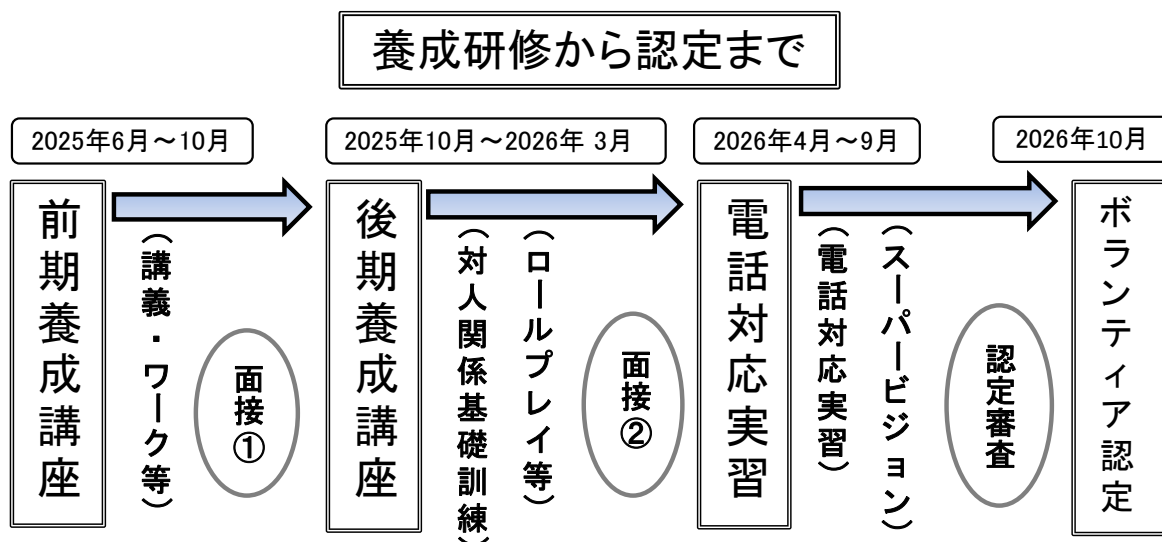 養成研修から認定まで
2025年6月～10月
前期養成講座
（講義・ワーク等）
面接①
2025年10月～2026年 3月
後期養成講座
（対人関係基礎訓練）
（ロールプレイ等）
面接②
2026年4月～9月
電話対応実習
（電話対応実習）
（スーパービジョン）
認定審査
2026年10月
ボランティア認定